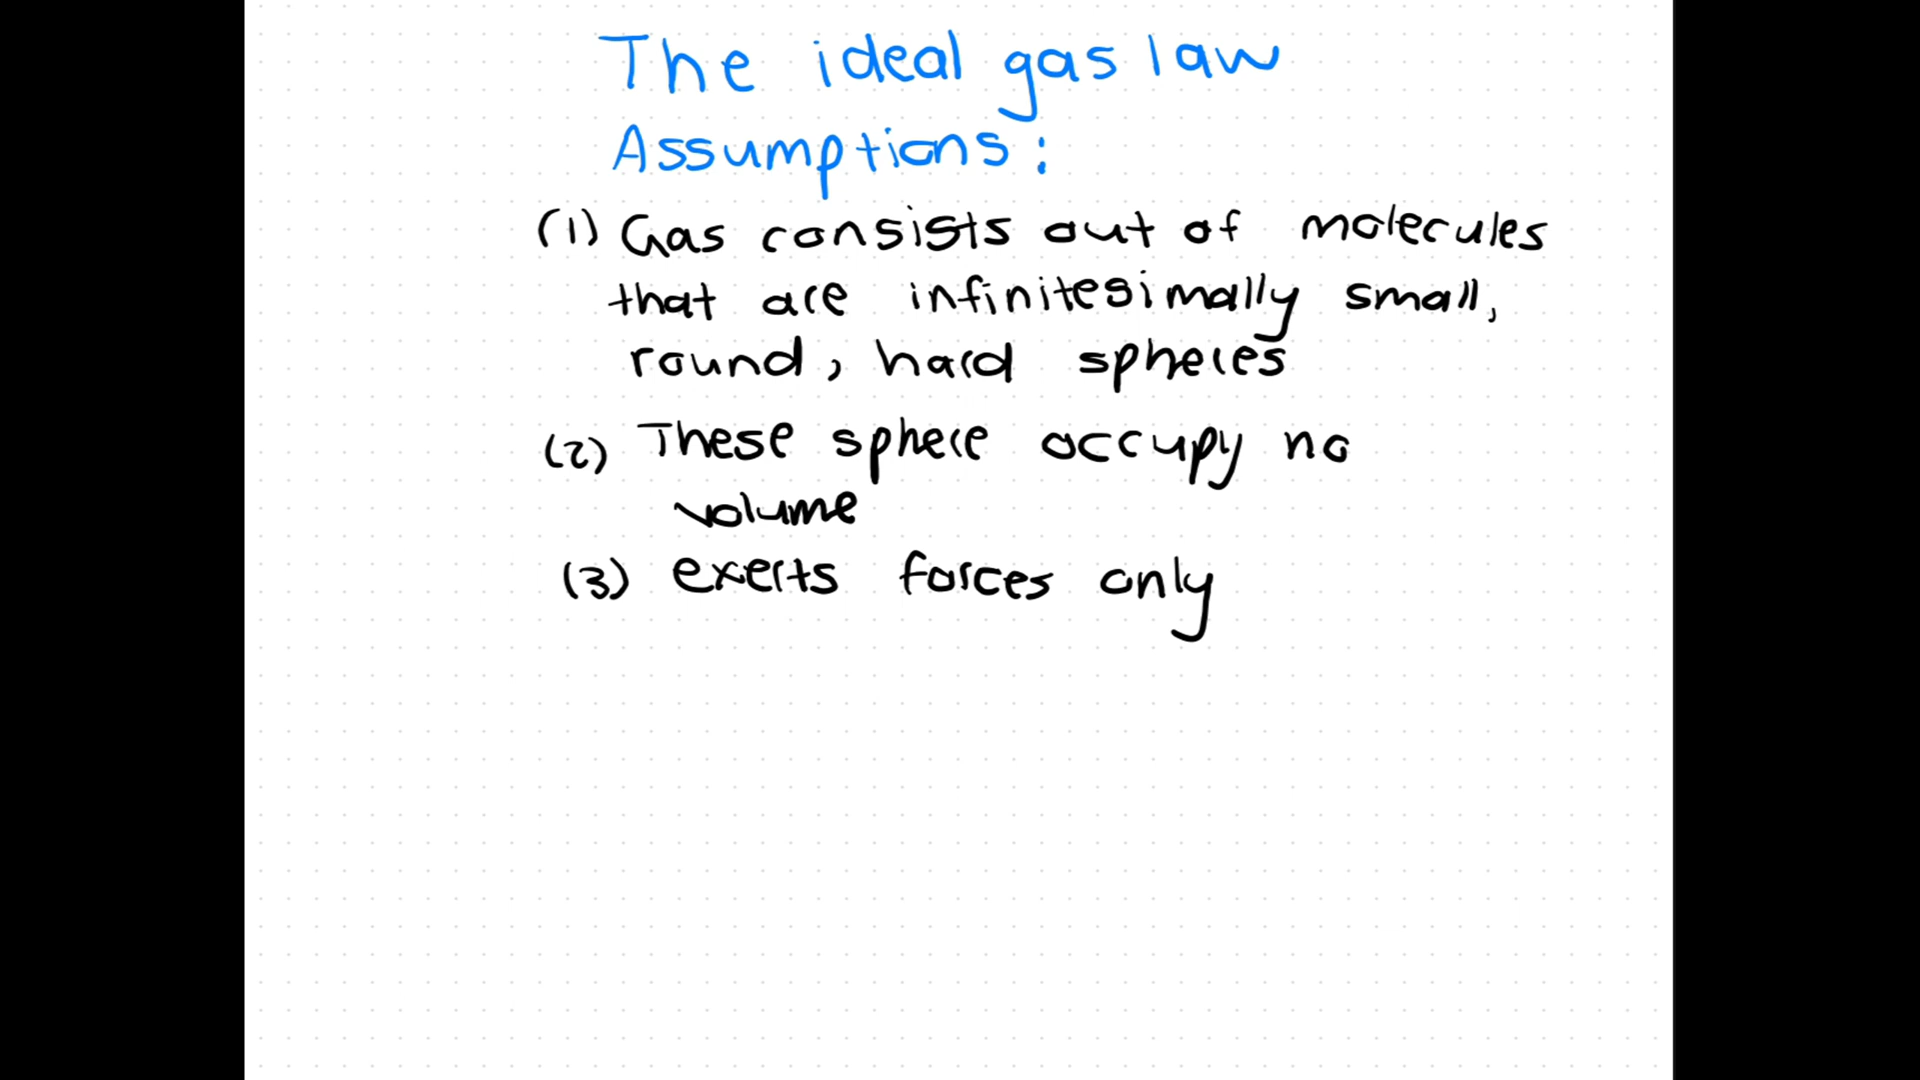 The ideal gas law
Assumptions:
(1) Gas consists out of molecules
that are infinitesimally small,
round, hard spheres
(2) These sphere occupy no
volume
(3) exerts forces only